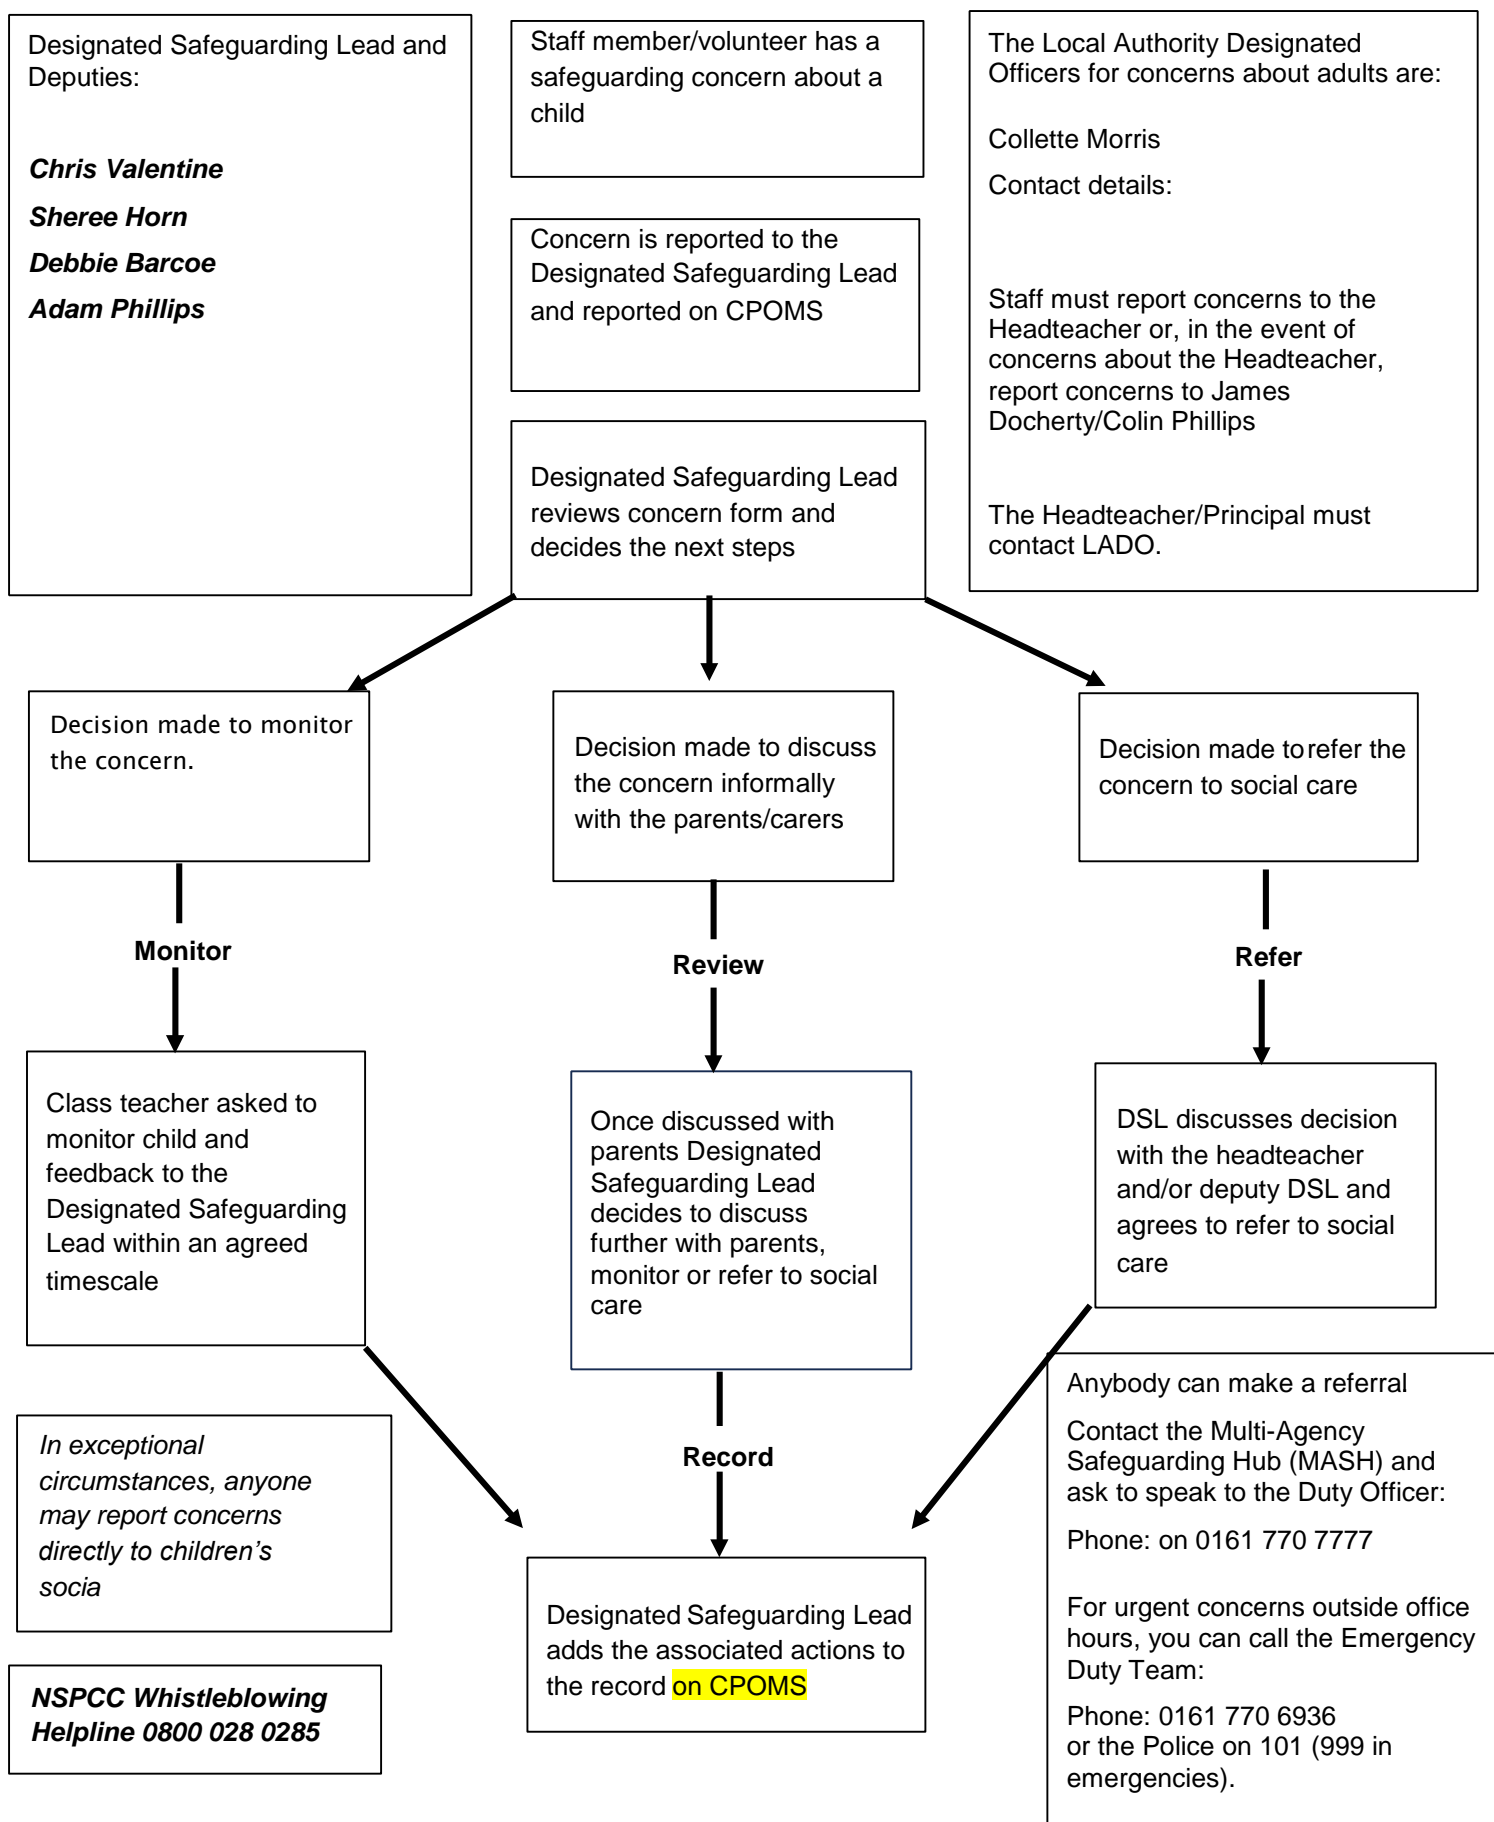 Designated Safeguarding Lead and
Deputies:
Chris Valentine
Sheree Horn
Debbie Barcoe
Adam Phillips
Staff member/volunteer has a
safeguarding concern about a
child
Concern is reported to the
Designated Safeguarding Lead
and reported on CPOMS
Designated Safeguarding Lead
reviews concern form and
decides the next steps
The Local Authority Designated
Officers for concerns about adults are:
Collette Morris
Contact details:
Staff must report concerns to the
Headteacher or, in the event of
concerns about the Headteacher,
report concerns to James
Docherty/Colin Phillips
The Headteacher/Principal must
contact LADO.
Decision made to monitor
the concern.
Decision made to discuss
the concern informally
with the parents/carers
Decision made to refer the
concern to social care
Monitor
Review
Refer
Class teacher asked to
monitor child and
feedback to the
Designated Safeguarding
Lead within an agreed
timescale
Once discussed with
parents Designated
Safeguarding Lead
decides to discuss
further with parents,
monitor or refer to social
care
DSL discusses decision
with the headteacher
and/or deputy DSL and
agrees to refer to social
care
In exceptional
circumstances, anyone
may report concerns
directly to children's
socia
Record
Anybody can make a referral
Contact the Multi-Agency
Safeguarding Hub (MASH) and
ask to speak to the Duty Officer:
Phone: on 0161 770 7777
For urgent concerns outside office
hours, you can call the Emergency
Duty Team:
Phone: 0161 770 6936
or the Police on 101 (999 in
emergencies).
Designated Safeguarding Lead
adds the associated actions to
the record on CPOMS
NSPCC Whistleblowing
Helpline 0800 028 0285